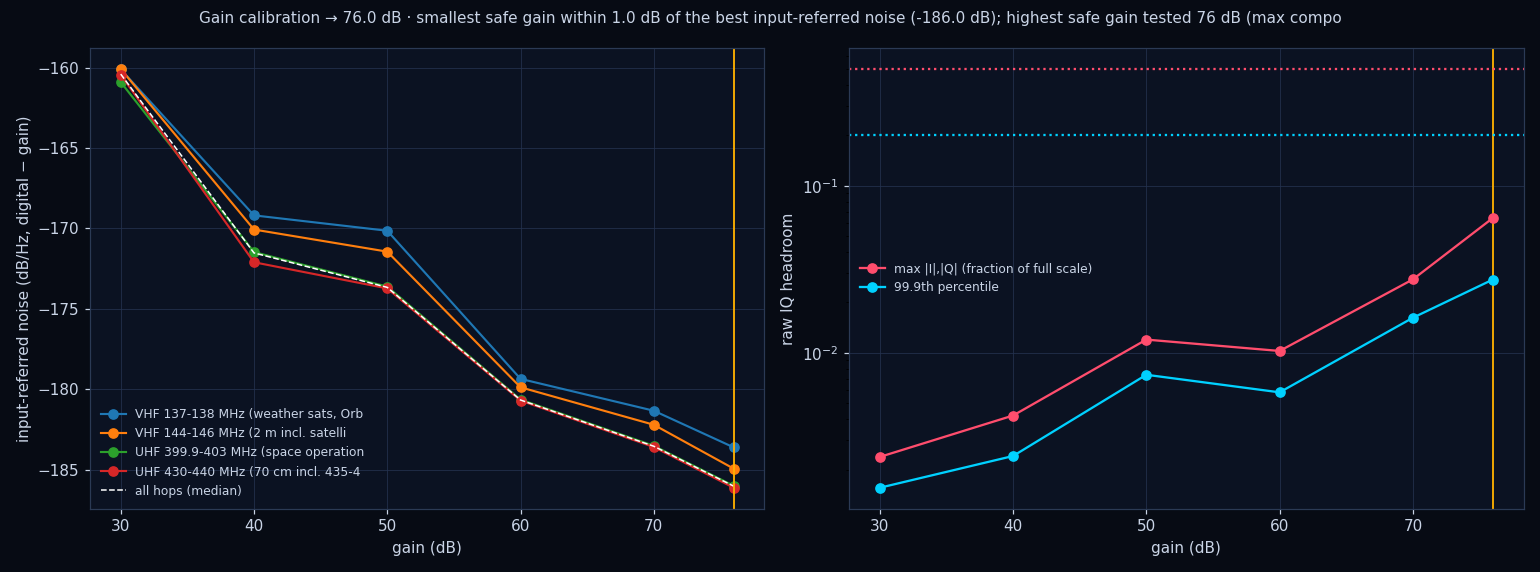 Gain calibration → 76.0 dB · smallest safe gain within 1.0 dB of the best input-referred noise (-186.0 dB); highest safe gain tested 76 dB (max compo
input-referred noise (dB/Hz, digital − gain)
−160
−165
−170
−175
−180
−185
VHF 137-138 MHz (weather sats, Orb
VHF 144-146 MHz (2 m incl. satelli
UHF 399.9-403 MHz (space operation
UHF 430-440 MHz (70 cm incl. 435-4
all hops (median)
30 40 50 60 70
gain (dB)
raw IQ headroom
10⁻¹
10⁻²
max |I|,|Q| (fraction of full scale)
99.9th percentile
30 40 50 60 70
gain (dB)